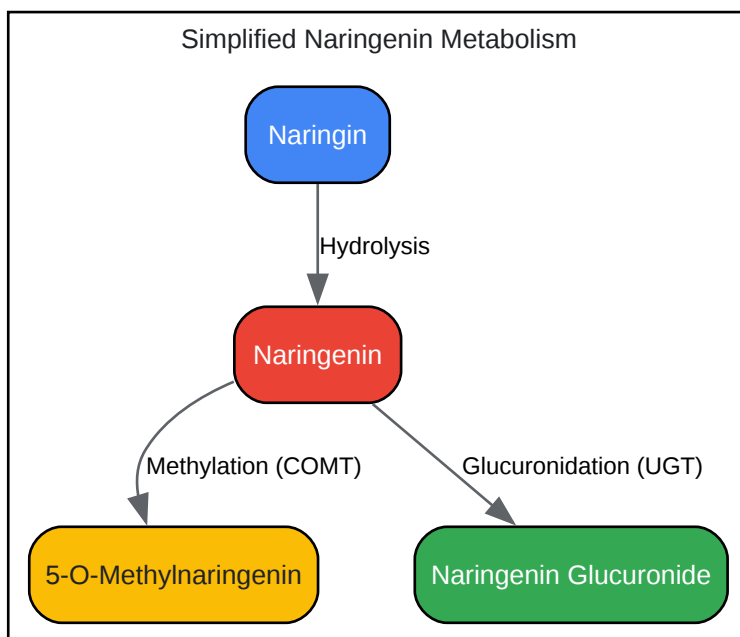 Simplified Naringenin Metabolism
Naringin
Hydrolysis
Naringenin
Methylation (COMT)
Glucuronidation (UGT)
5-O-Methylnaringenin
Naringenin Glucuronide